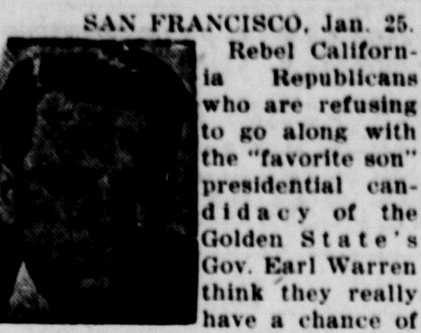 SAN FRANCISCO, Jan. 25.
Rebel Californ-
ia Republicans
who are refusing
to go along with
the "favorite son"
presidential can-
didacy of the
Golden State's
Gov. Earl Warren
think they really
have a chance of